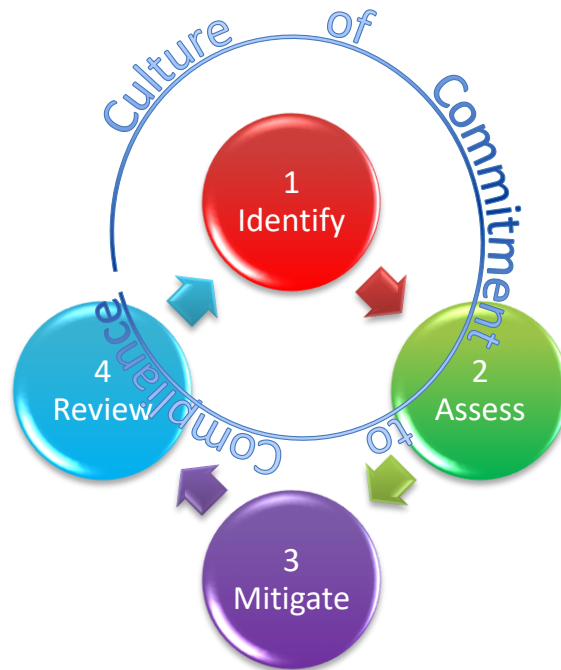 Culture of Commitment to Compliance
1
Identify
2
Assess
3
Mitigate
4
Review